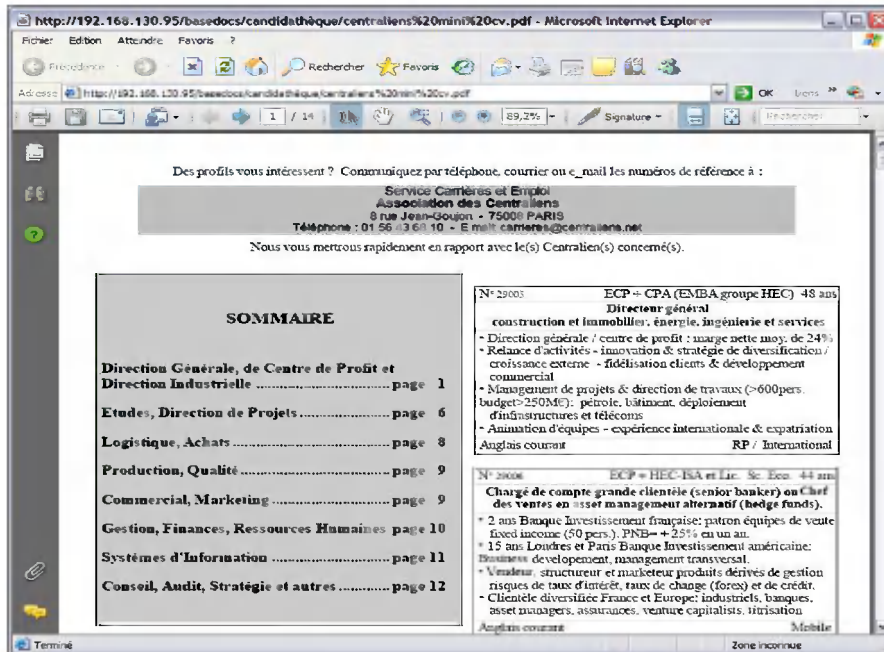 http://192.168.130.95/basedocs/candidathèque/centraliens%20mini%20cv.pdf - Microsoft Internet Explorer
Fichier Edition Atteindre Favoris ?
Précédente Rechercher Favoris
Adresse http://192.168.130.95/basedocs/candidathèque/centraliens%20mini%20cv.pdf OK Liens »
1 / 14 89,2% Signature Rechercher
Des profils vous intéressent ? Communiquez par téléphone, courrier ou e_mail les numéros de référence à :
Service Carrières et Emploi
Association des Centraliens
8 rue Jean-Goujon - 75008 PARIS
Téléphone : 01 56 43 68 10 - E mail: carrieres@centraliens.net
Nous vous mettrons rapidement en rapport avec le(s) Centralien(s) concerné(s).
SOMMAIRE
Direction Générale, de Centre de Profit et
Direction Industrielle ........................ page 1
Etudes, Direction de Projets ................. page 6
Logistique, Achats ............................ page 8
Production, Qualité ........................... page 9
Commercial, Marketing ..................... page 9
Gestion, Finances, Ressources Humaines page 10
Systèmes d'Information ..................... page 11
Conseil, Audit, Stratégie et autres ......... page 12
N° 29005 ECP + CPA (EMBA groupe HEC) 48 ans
Directeur général
construction et immobilier, énergie, ingénierie et services
- Direction générale / centre de profit : marge nette moy. de 24%
- Relance d'activités - innovation & stratégie de diversification /
croissance externe - fidélisation clients & développement
commercial
- Management de projets & direction de travaux (>600pers.
budget>250M€): pétrole, bâtiment, déploiement
d'infrastructures et télécoms
- Animation d'équipes - expérience internationale & expatriation
Anglais courant RP / International
N° 29006 ECP + HEC-ISA et Lic. Sc. Eco. 44 ans
Chargé de compte grande clientèle (senior banker) ou Chef
des ventes en asset management alternatif (hedge funds).
* 2 ans Banque Investissement française: patron équipes de vente
fixed income (50 pers.). PNB= + 25% en un an.
* 15 ans Londres et Paris Banque Investissement américaine:
Business developement, management transversal.
* Vendeur, structureur et marketeur produits dérivés de gestion
risques de taux d'intérêt, taux de change (forex) et de crédit.
* Clientèle diversifiée France et Europe: industriels, banques,
asset managers, assurances, venture capitalists, titrisation
Anglais courant Mobile
Terminé Zone inconnue